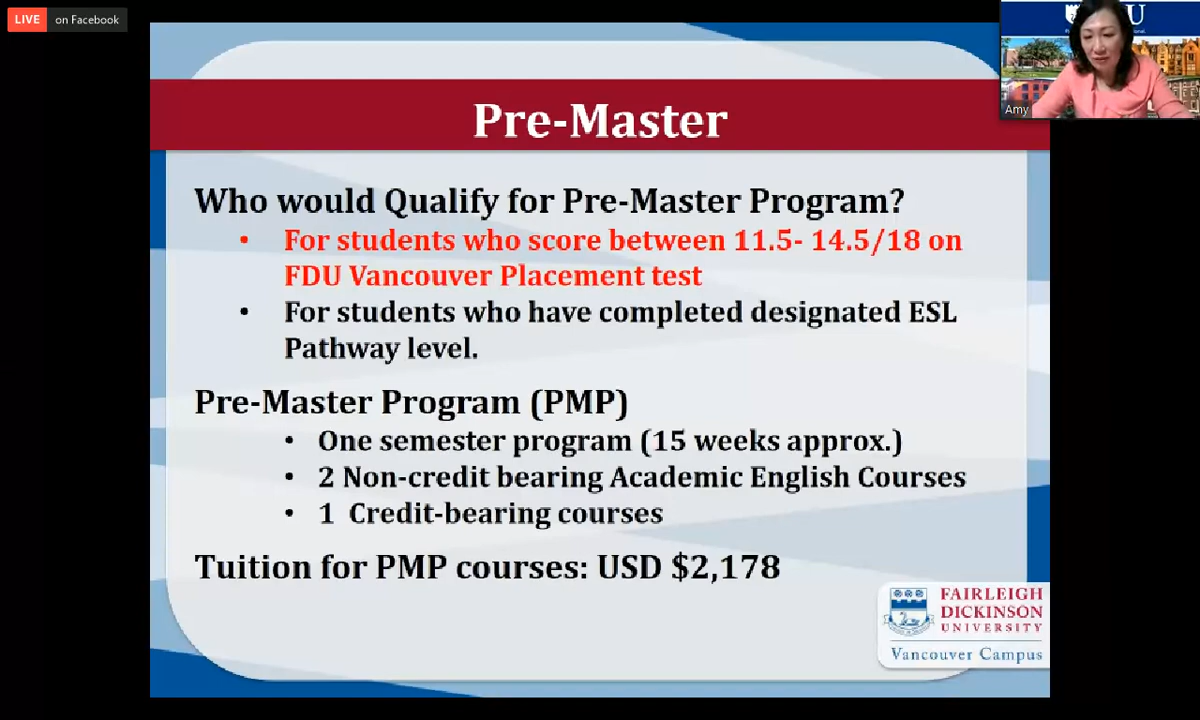 LIVE on Facebook
U
Amy
Pre-Master
Who would Qualify for Pre-Master Program?
• For students who score between 11.5- 14.5/18 on
FDU Vancouver Placement test
• For students who have completed designated ESL
Pathway level.
Pre-Master Program (PMP)
• One semester program (15 weeks approx.)
• 2 Non-credit bearing Academic English Courses
• 1 Credit-bearing courses
Tuition for PMP courses: USD $2,178
FAIRLEIGH
DICKINSON
UNIVERSITY
Vancouver Campus